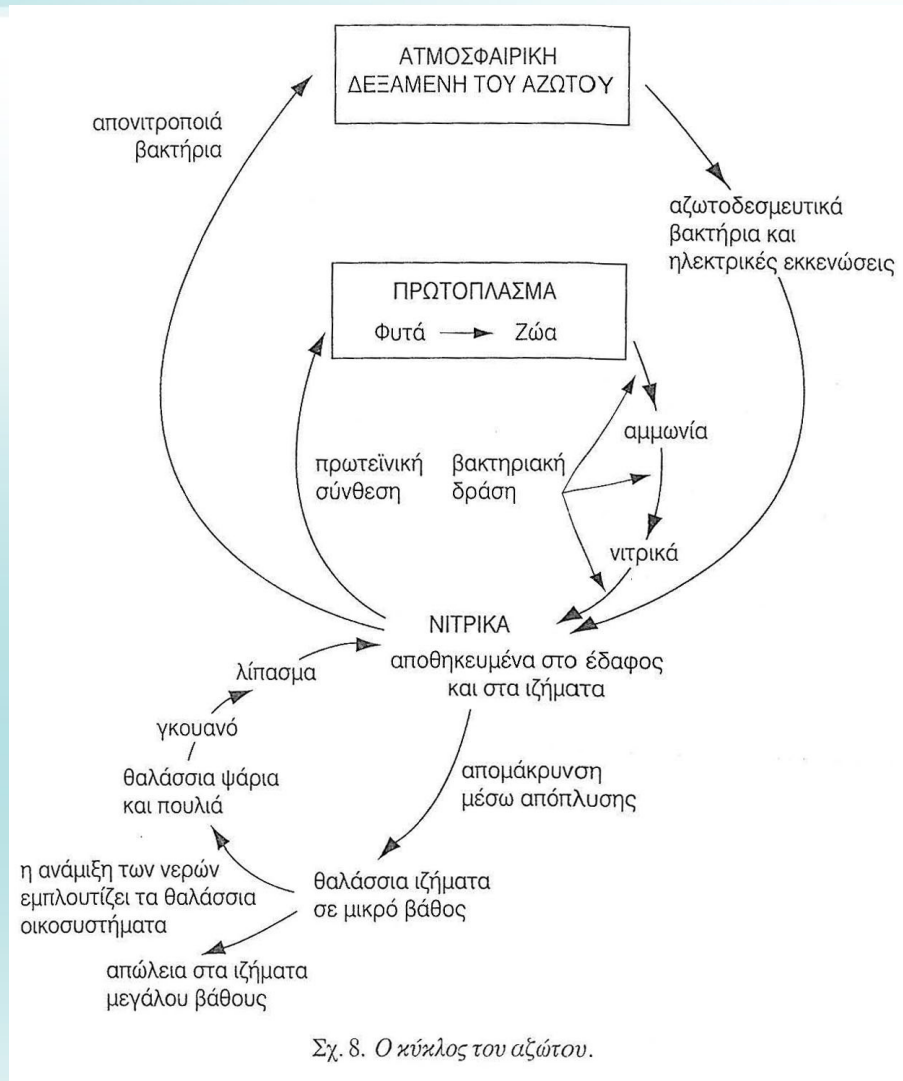 ΑΤΜΟΣΦΑΙΡΙΚΗ
ΔΕΞΑΜΕΝΗ ΤΟΥ ΑΖΩΤΟΥ
απονιτροποιά
βακτήρια
αζωτοδεσμευτικά
βακτήρια και
ηλεκτρικές εκκενώσεις
ΠΡΩΤΟΠΛΑΣΜΑ
Φυτά Ζώα
αμμωνία
πρωτεϊνική
σύνθεση
βακτηριακή
δράση
νιτρικά
ΝΙΤΡΙΚΑ
αποθηκευμένα στο έδαφος
και στα ιζήματα
λίπασμα
γκουανό
θαλάσσια ψάρια
και πουλιά
απομάκρυνση
μέσω απόπλυσης
η ανάμιξη των νερών
εμπλουτίζει τα θαλάσσια
οικοσυστήματα
θαλάσσια ιζήματα
σε μικρό βάθος
απώλεια στα ιζήματα
μεγάλου βάθους
Σχ. 8. Ο κύκλος του αζώτου.